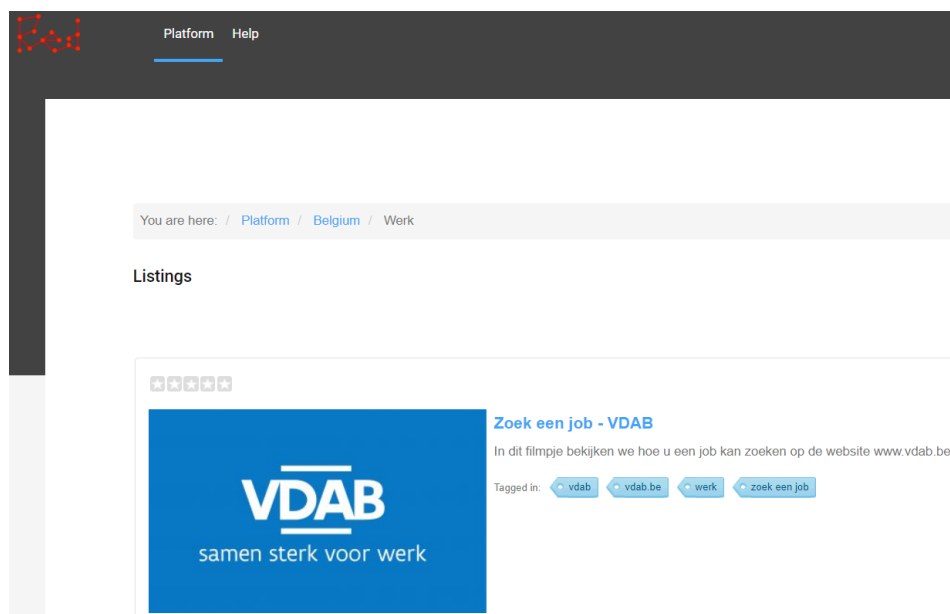 Platform Help
You are here: / Platform / Belgium / Werk
Listings
Zoek een job - VDAB
In dit filmpje bekijken we hoe u een job kan zoeken op de website www.vdab.be
Tagged in: vdab vdab.be werk zoek een job
VDAB
samen sterk voor werk